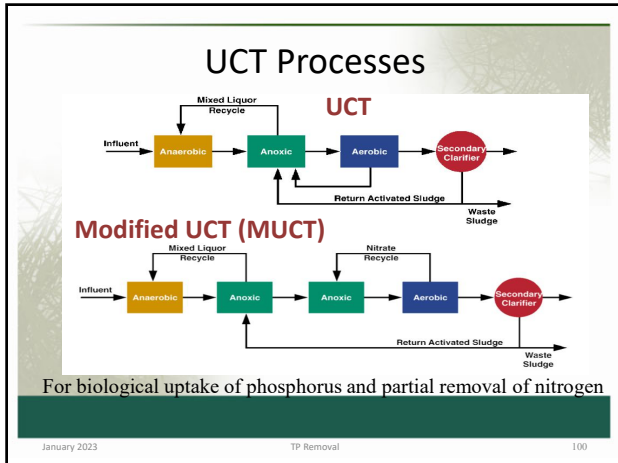 UCT Processes
Mixed Liquor
Recycle
UCT
Influent
Anaerobic
Anoxic
Aerobic
Secondary
Clarifier
Return Activated Sludge
Waste
Sludge
Modified UCT (MUCT)
Mixed Liquor
Recycle
Nitrate
Recycle
Influent
Anaerobic
Anoxic
Anoxic
Aerobic
Secondary
Clarifier
Return Activated Sludge
Waste
Sludge
For biological uptake of phosphorus and partial removal of nitrogen
January 2023
TP Removal
100